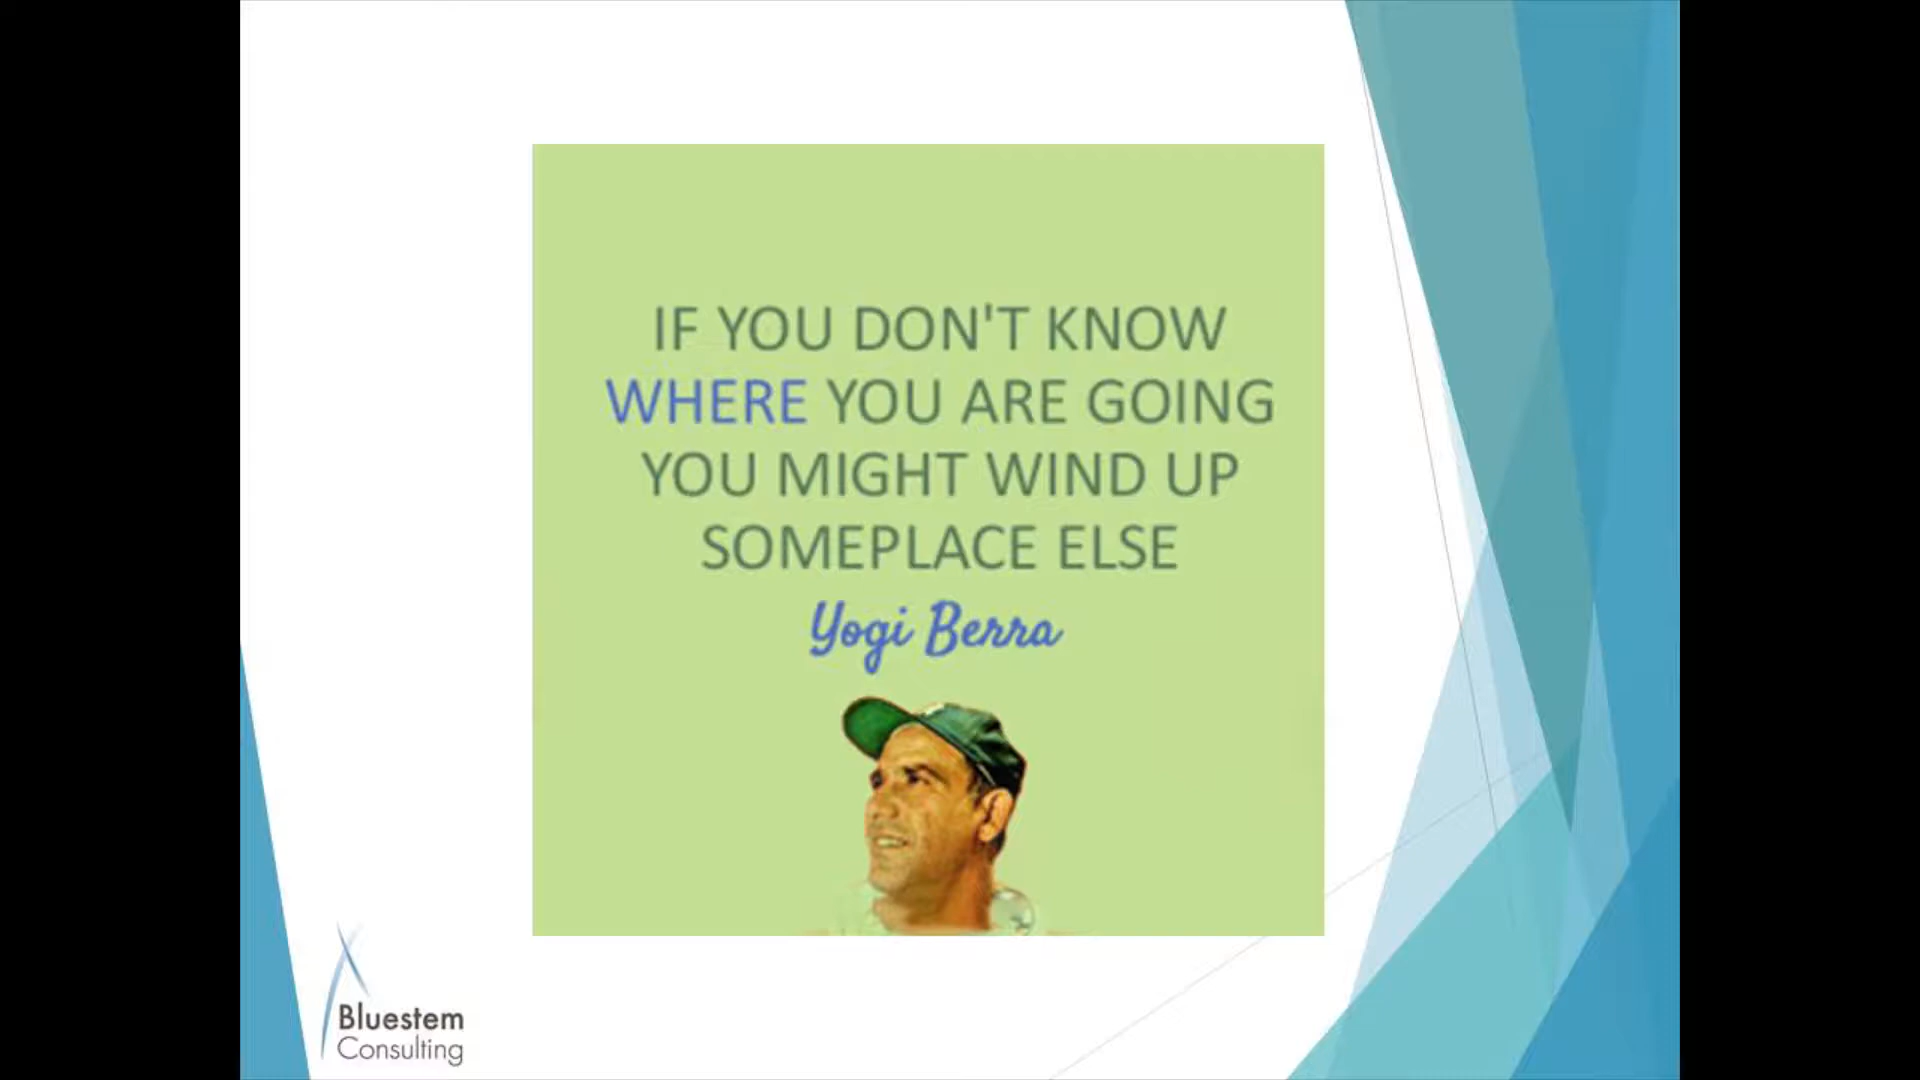 IF YOU DON'T KNOW
WHERE YOU ARE GOING
YOU MIGHT WIND UP
SOMEPLACE ELSE
Yogi Berra
Bluestem
Consulting